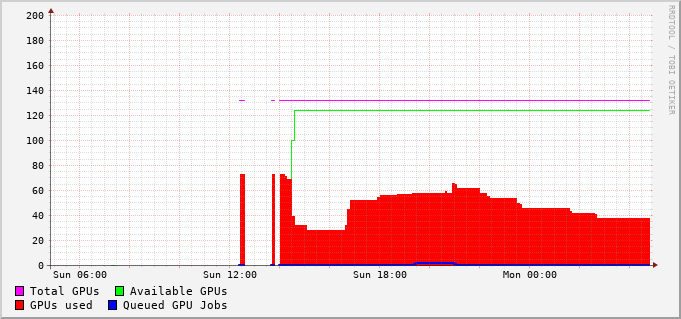 RRDTOOL / TOBI OETIKER
200
180
160
140
120
100
80
60
40
20
0
Sun 06:00 Sun 12:00 Sun 18:00 Mon 00:00
Total GPUs Available GPUs
GPUs used Queued GPU Jobs